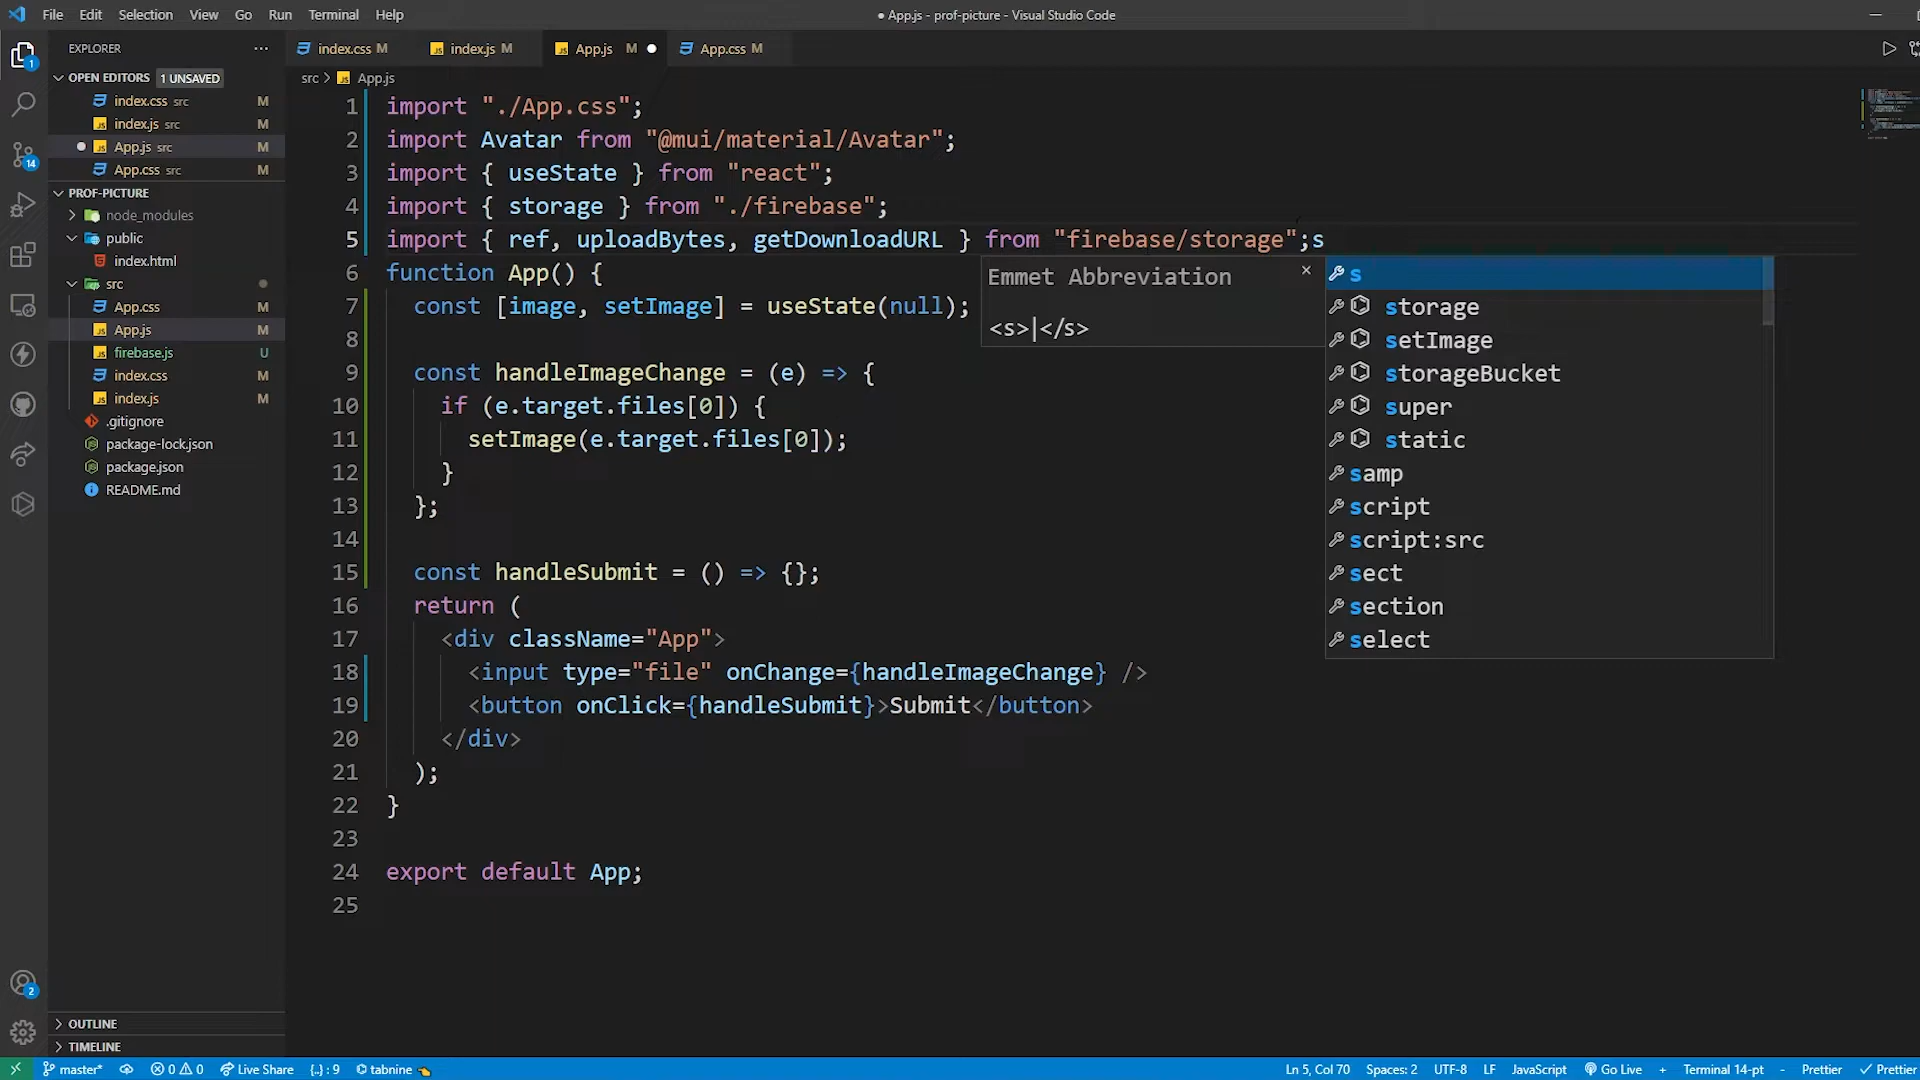 File Edit Selection View Go Run Terminal Help
● App.js - prof-picture - Visual Studio Code
EXPLORER
index.css M
index.js M
App.js M
App.css M
OPEN EDITORS 1 UNSAVED
index.css src M
index.js src M
App.js src M
App.css src M
PROF-PICTURE
node_modules
public
index.html
src
App.css M
App.js M
firebase.js U
index.css M
index.js M
.gitignore
package-lock.json
package.json
README.md
OUTLINE
TIMELINE
1
14
2
src > App.js
1 import "./App.css";
2 import Avatar from "@mui/material/Avatar";
3 import { useState } from "react";
4 import { storage } from "./firebase";
5 import { ref, uploadBytes, getDownloadURL } from "firebase/storage";s
6 function App() {
7 const [image, setImage] = useState(null);
8
9 const handleImageChange = (e) => {
10 if (e.target.files[0]) {
11 setImage(e.target.files[0]);
12 }
13 };
14
15 const handleSubmit = () => {};
16 return (
17 <div className="App">
18 <input type="file" onChange={handleImageChange} />
19 <button onClick={handleSubmit}>Submit</button>
20 </div>
21 );
22 }
23
24 export default App;
25
Emmet Abbreviation ×
<s>|</s>
s
storage
setImage
storageBucket
super
static
samp
script
script:src
sect
section
select
master* 0 0 Live Share {..} : 9 tabnine Ln 5, Col 70 Spaces: 2 UTF-8 LF JavaScript Go Live + Terminal 14-pt - Prettier Prettier